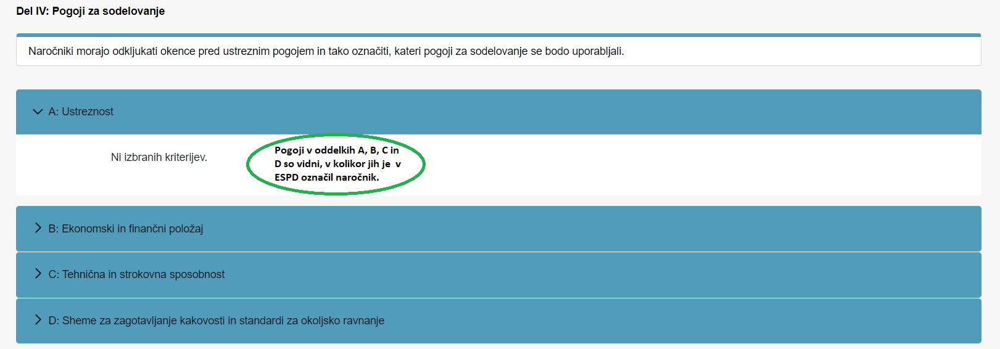 Del IV: Pogoji za sodelovanje
Naročniki morajo odkljukati okence pred ustreznim pogojem in tako označiti, kateri pogoji za sodelovanje se bodo uporabljali.
A: Ustreznost
Ni izbranih kriterijev.
Pogoji v oddelkih A, B, C in
D so vidni, v kolikor jih je v
ESPD označil naročnik.
B: Ekonomski in finančni položaj
C: Tehnična in strokovna sposobnost
D: Sheme za zagotavljanje kakovosti in standardi za okoljsko ravnanje